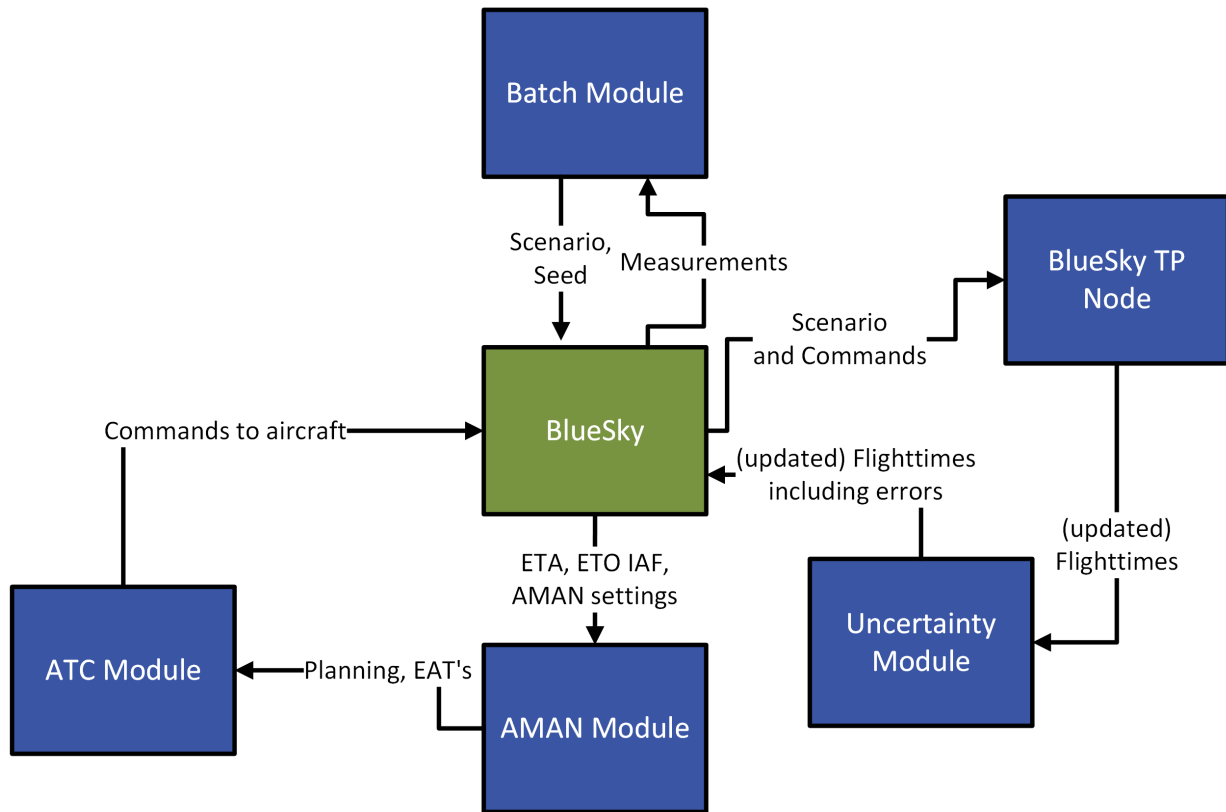 Batch Module
Scenario,
Seed
Measurements
BlueSky TP
Node
Scenario
and Commands
Commands to aircraft
BlueSky
(updated) Flighttimes
including errors
(updated)
Flighttimes
ETA, ETO IAF,
AMAN settings
Uncertainty
Module
ATC Module
Planning, EAT's
AMAN Module